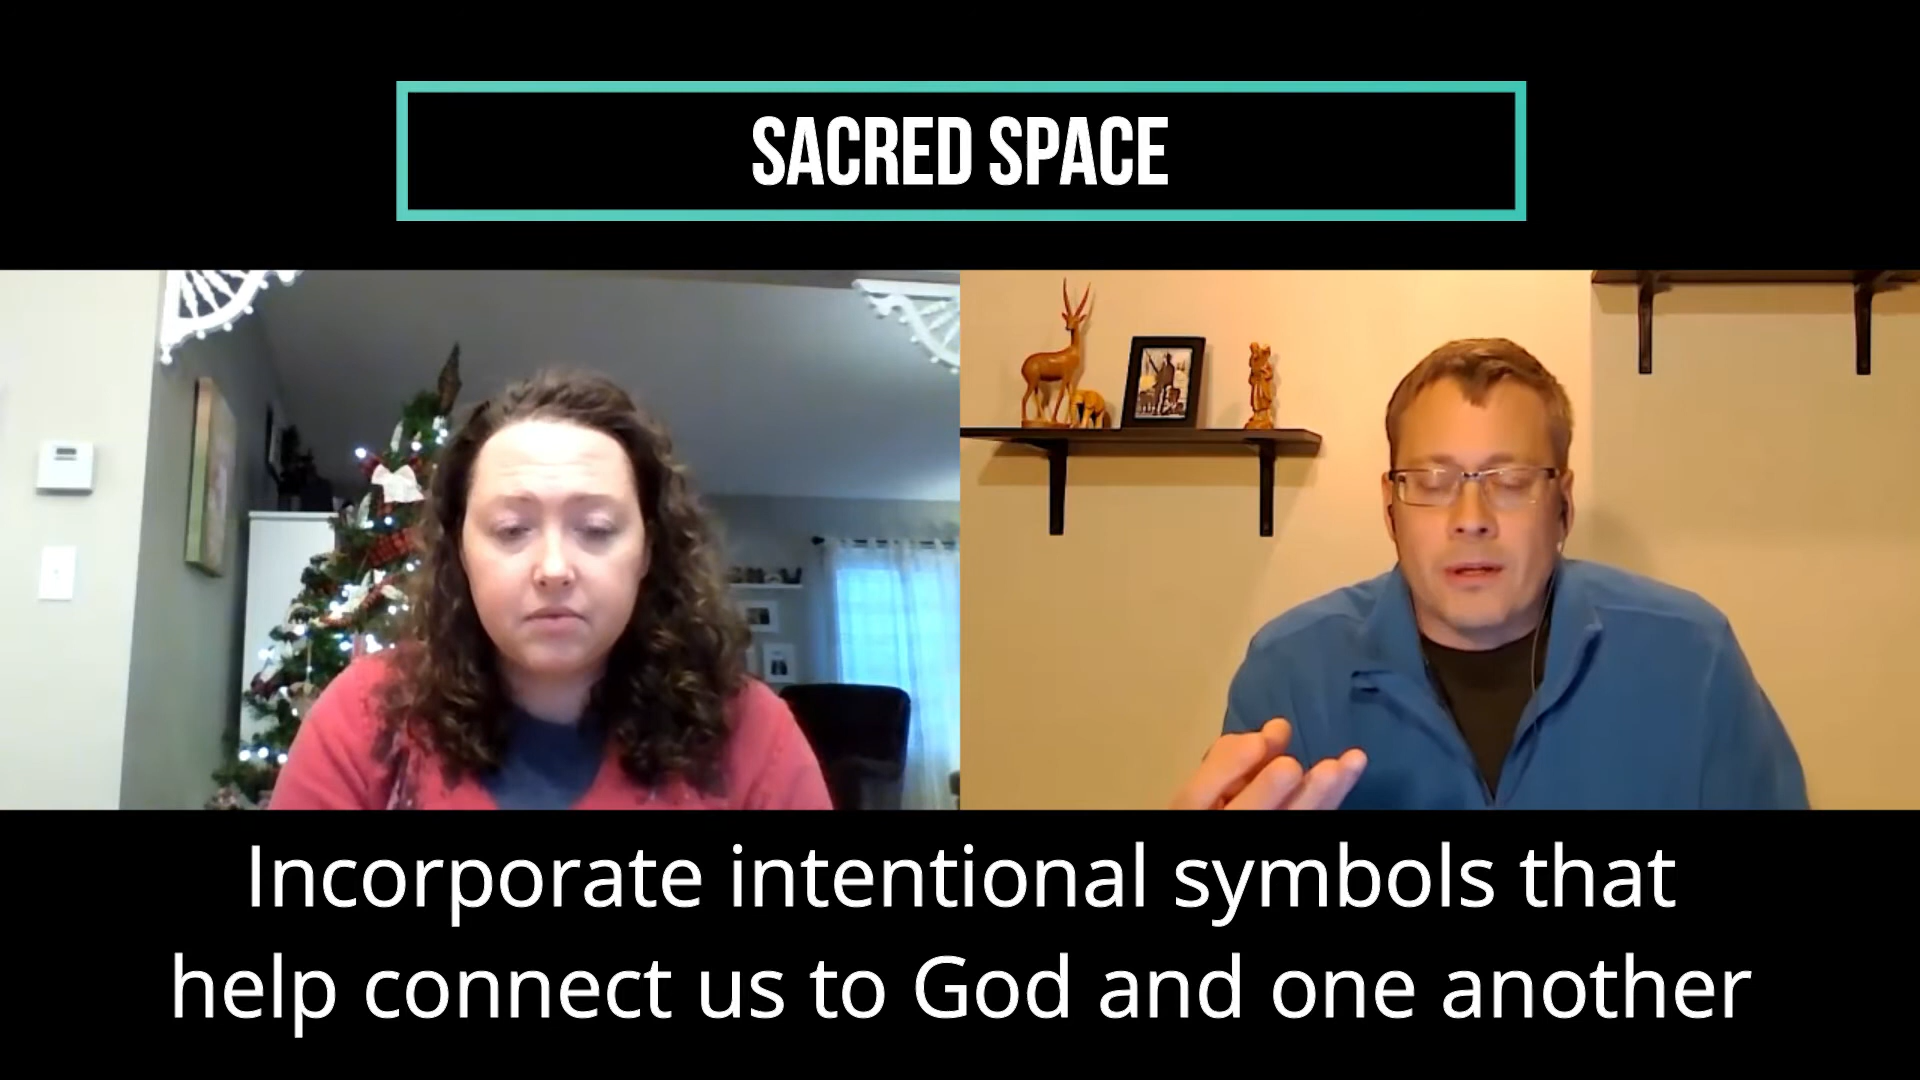 SACRED SPACE
Incorporate intentional symbols that
help connect us to God and one another